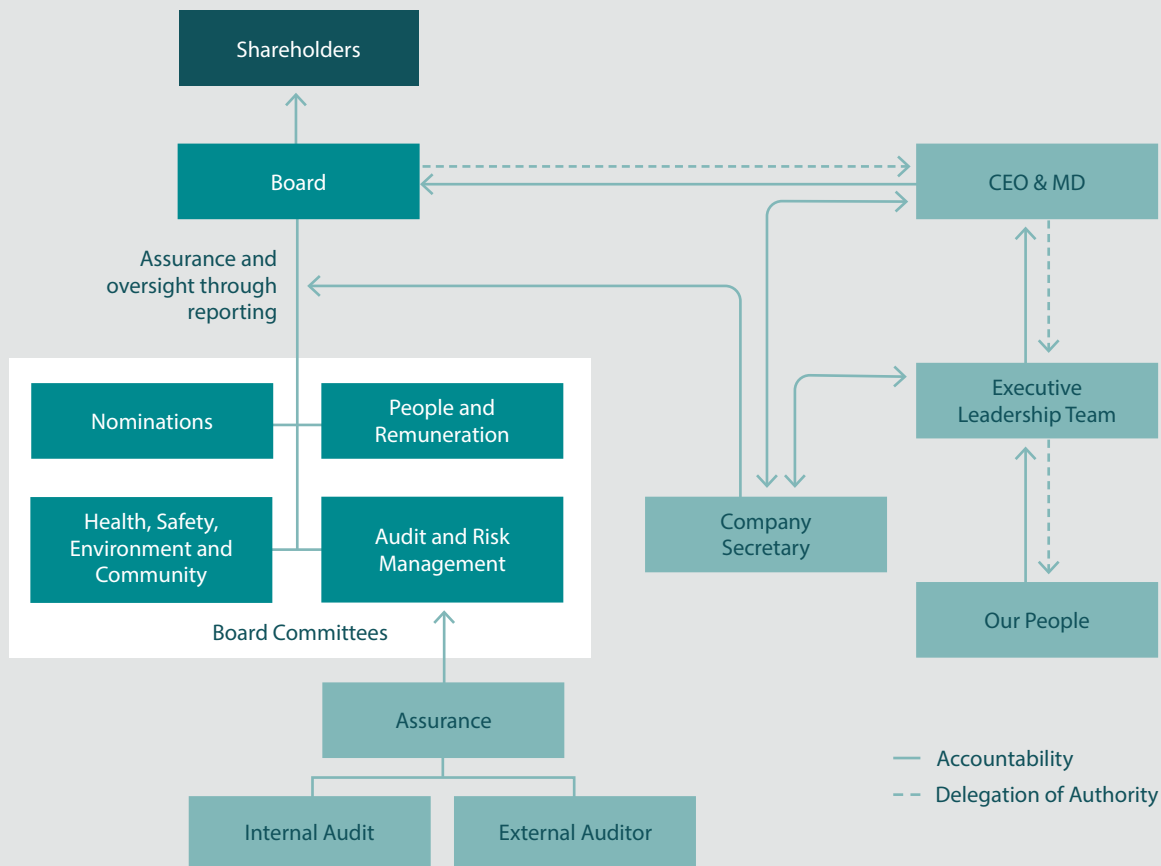 Shareholders
Board
CEO & MD
Assurance and
oversight through
reporting
Nominations
People and
Remuneration
Executive
Leadership Team
Health, Safety,
Environment and
Community
Audit and Risk
Management
Company
Secretary
Our People
Board Committees
Assurance
Accountability
Delegation of Authority
Internal Audit
External Auditor